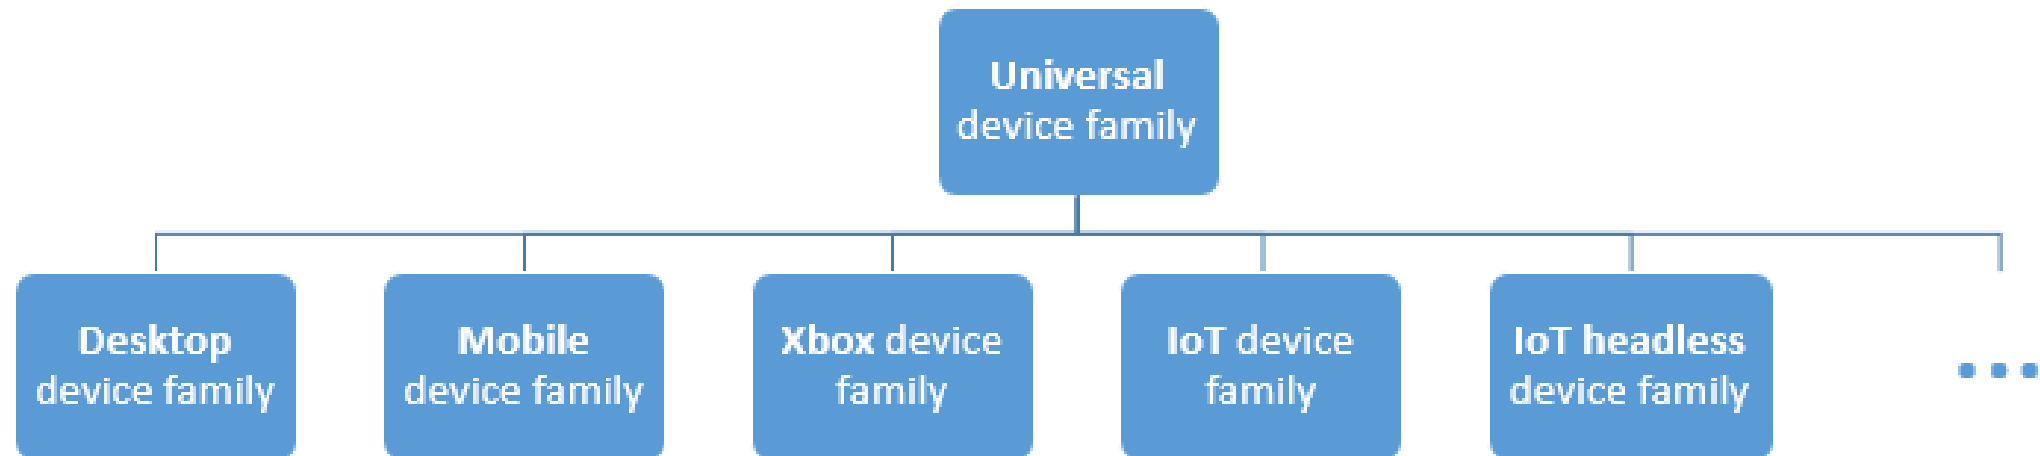 Universal
device family
Desktop
device family
Mobile
device family
Xbox device
family
IoT device
family
IoT headless
device family
...